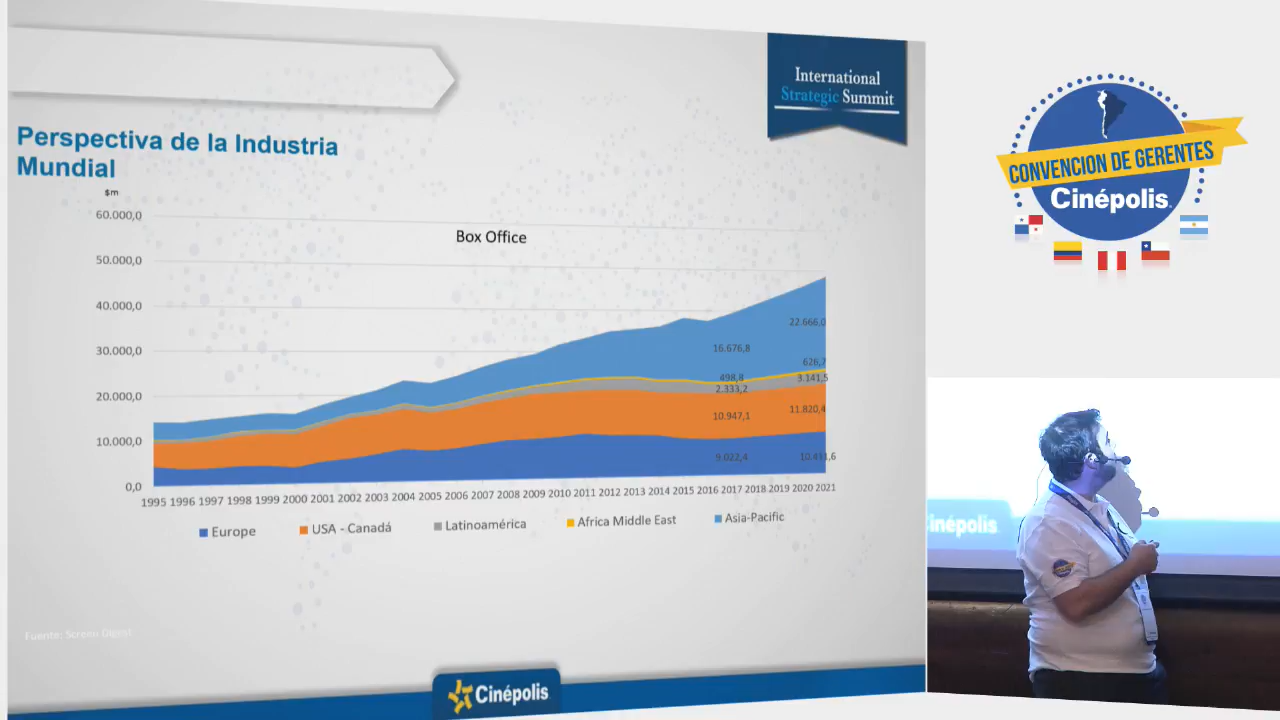 International
Strategic Summit
Perspectiva de la Industria
Mundial
$m
Box Office
60.000,0
50.000,0
40.000,0
30.000,0
20.000,0
10.000,0
0,0
22.666,0
16.676,8
626,7
498,8
3.141,5
2.333,2
11.820,4
10.947,1
9.022,4
1995 1996 1997 1998 1999 2000 2001 2002 2003 2004 2005 2006 2007 2008 2009 2010 2011 2012 2013 2014 2015 2016 2017 2018 2019 2020 2021
Europe USA - Canadá Latinoamérica Africa Middle East Asia-Pacific
Fuente: Screen Digest
Cinépolis
CONVENCION DE GERENTES
Cinépolis
Cinépolis